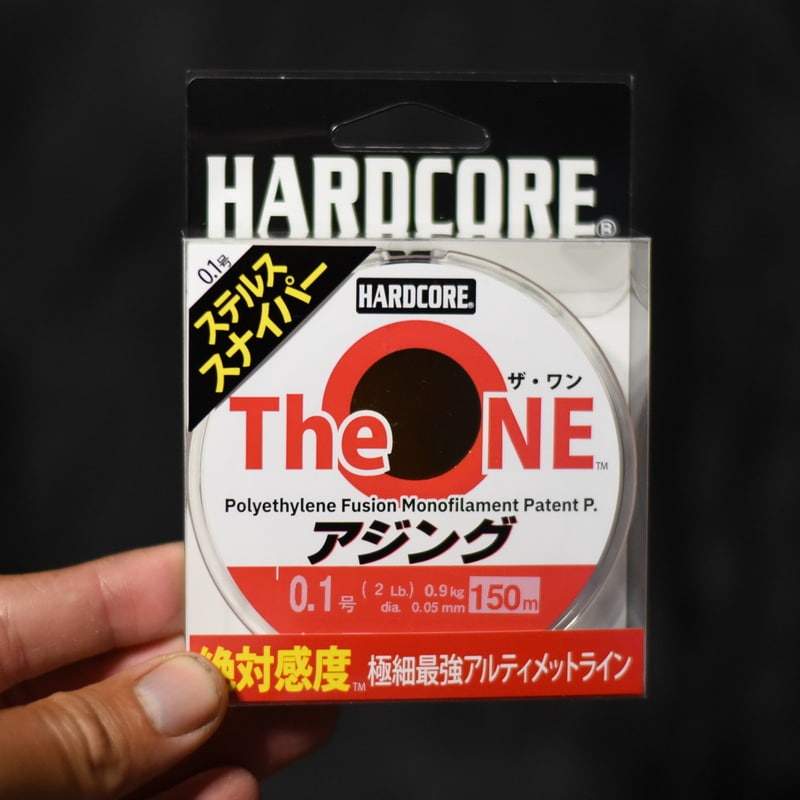 HARDCORE®
0.1号
ステルス
スナイパー
HARDCORE®
ザ・ワン
The ONE™
Polyethylene Fusion Monofilament Patent P.
アジング
0.1号 (2 Lb.) 0.9kg 150m
dia. 0.05mm
絶対感度™ 極細最強アルティメットライン